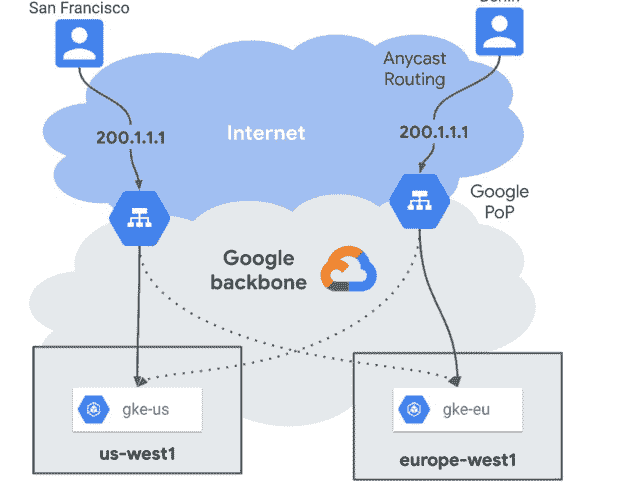 San Francisco
Berlin
Anycast
Routing
200.1.1.1
Internet
200.1.1.1
Google
PoP
Google
backbone
gke-us
gke-eu
us-west1
europe-west1